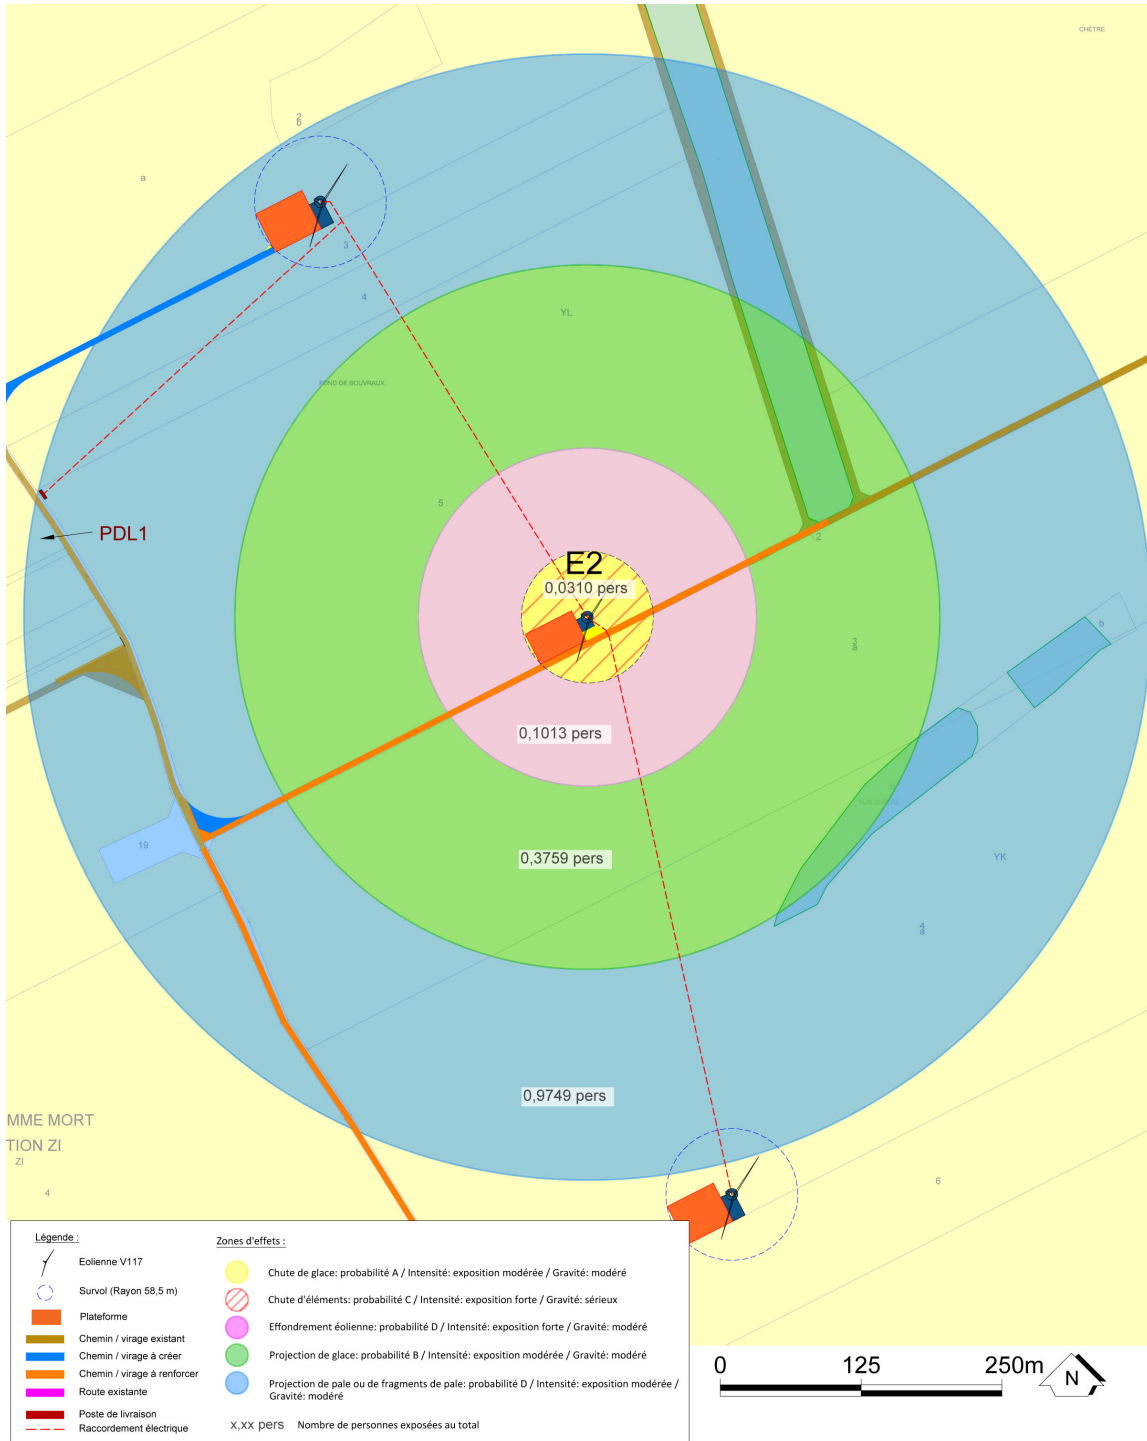 CHÉTRE
2
b
a
3
4
YL
FOND DE BOUVRAUX
5
PDL1
2
E2
0,0310 pers
3
a
b
0,1013 pers
19
0,3759 pers
YK
4
a
0,9749 pers
MME MORT
TION ZI
ZI
4
6
Légende :
Eolienne V117
Survol (Rayon 58,5 m)
Plateforme
Chemin / virage existant
Chemin / virage à créer
Chemin / virage à renforcer
Route existante
Poste de livraison
Raccordement électrique
Zones d'effets :
Chute de glace: probabilité A / Intensité: exposition modérée / Gravité: modéré
Chute d'éléments: probabilité C / Intensité: exposition forte / Gravité: sérieux
Effondrement éolienne: probabilité D / Intensité: exposition forte / Gravité: modéré
Projection de glace: probabilité B / Intensité: exposition modérée / Gravité: modéré
Projection de pale ou de fragments de pale: probabilité D / Intensité: exposition modérée /
Gravité: modéré
x,xx pers Nombre de personnes exposées au total
0 125 250m
N